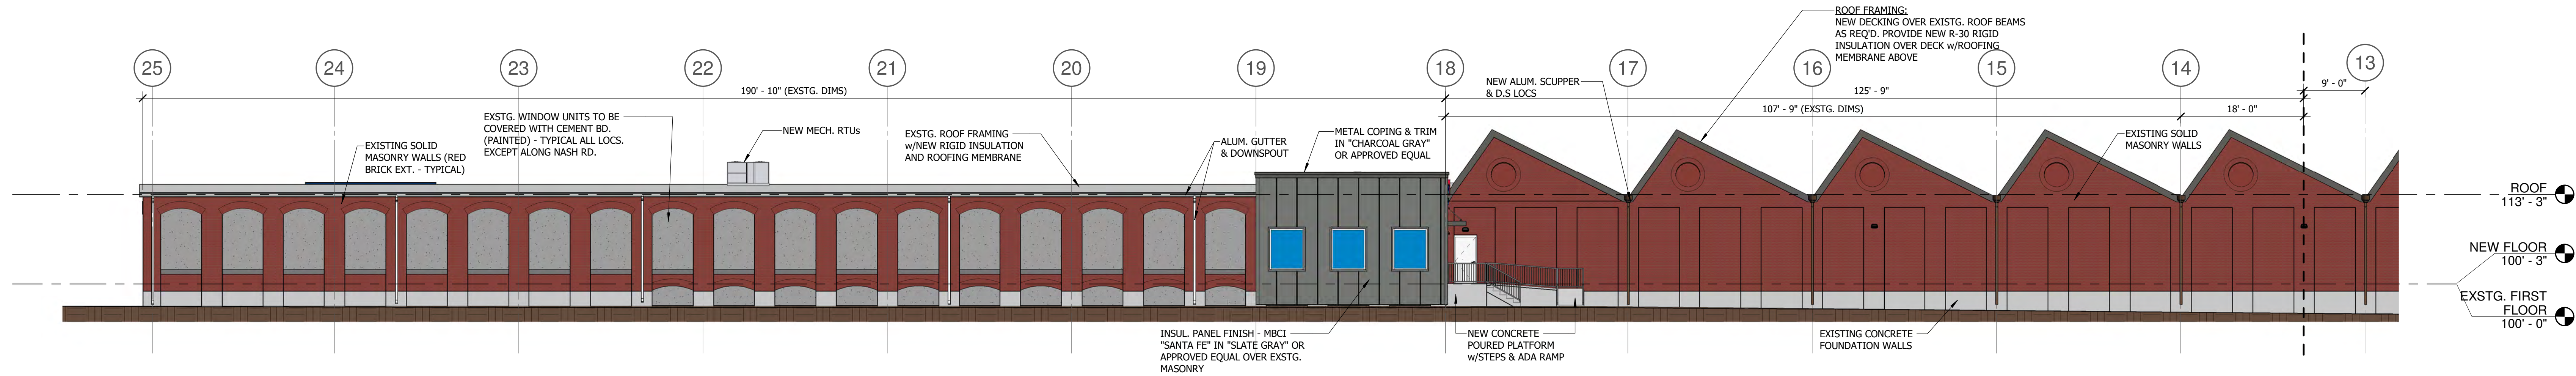 ROOF FRAMING:
NEW DECKING OVER EXISTG. ROOF BEAMS
AS REQ'D. PROVIDE NEW R-30 RIGID
INSULATION OVER DECK w/ROOFING
MEMBRANE ABOVE
25
24
23
22
21
20
19
18
17
16
15
14
13
190' - 10" (EXSTG. DIMS)
125' - 9"
9' - 0"
107' - 9" (EXSTG. DIMS)
18' - 0"
NEW ALUM. SCUPPER
& D.S LOCS
EXSTG. WINDOW UNITS TO BE
COVERED WITH CEMENT BD.
(PAINTED) - TYPICAL ALL LOCS.
EXCEPT ALONG NASH RD.
NEW MECH. RTUs
EXSTG. ROOF FRAMING
w/NEW RIGID INSULATION
AND ROOFING MEMBRANE
ALUM. GUTTER
& DOWNSPOUT
METAL COPING & TRIM
IN "CHARCOAL GRAY"
OR APPROVED EQUAL
EXISTING SOLID
MASONRY WALLS
EXISTING SOLID
MASONRY WALLS (RED
BRICK EXT. - TYPICAL)
ROOF
113' - 3"
NEW FLOOR
100' - 3"
EXSTG. FIRST
FLOOR
100' - 0"
INSUL. PANEL FINISH - MBCI
"SANTA FE" IN "SLATE GRAY" OR
APPROVED EQUAL OVER EXSTG.
MASONRY
NEW CONCRETE
POURED PLATFORM
w/STEPS & ADA RAMP
EXISTING CONCRETE
FOUNDATION WALLS